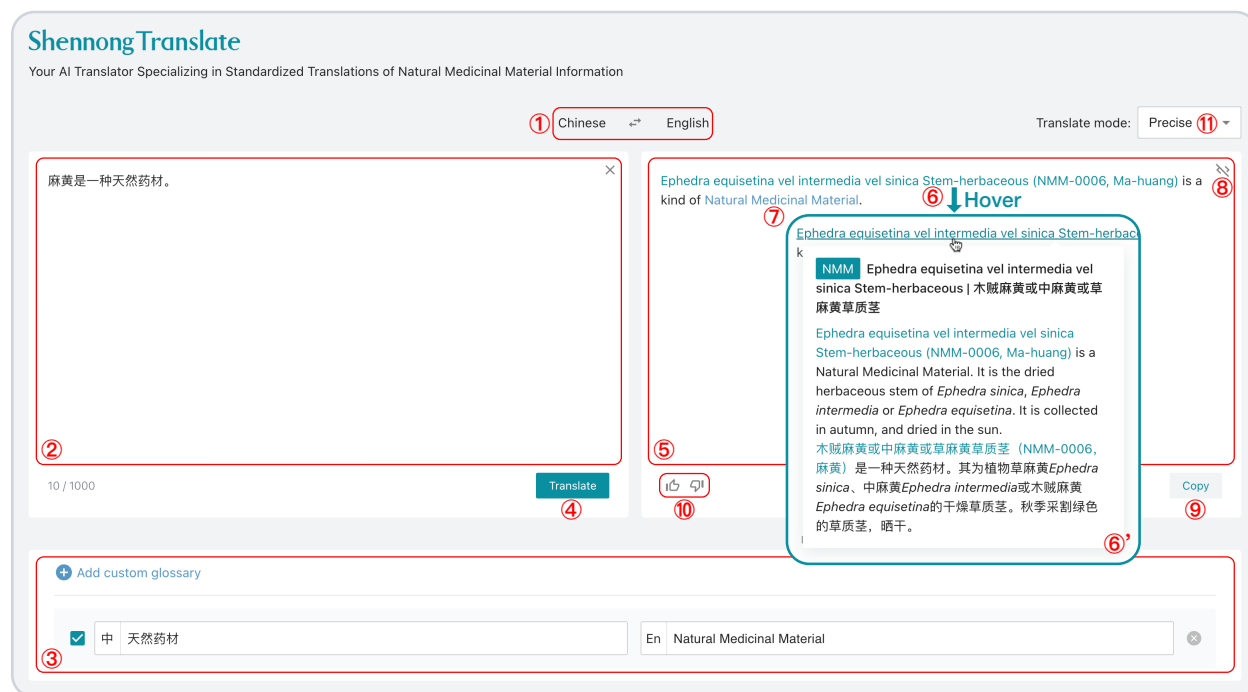 ShennongTranslate
Your AI Translator Specializing in Standardized Translations of Natural Medicinal Material Information
① Chinese English
Translate mode: Precise ⑪
麻黄是一种天然药材。
②
10 / 1000
Translate
④
Ephedra equisetina vel intermedia vel sinica Stem-herbaceous (NMM-0006, Ma-huang) is a
kind of Natural Medicinal Material.
⑧
⑥ Hover
⑦
Ephedra equisetina vel intermedia vel sinica Stem-herbac
k
NMM Ephedra equisetina vel intermedia vel
sinica Stem-herbaceous | 木贼麻黄或中麻黄或草
麻黄草质茎
Ephedra equisetina vel intermedia vel sinica
Stem-herbaceous (NMM-0006, Ma-huang) is a
Natural Medicinal Material. It is the dried
herbaceous stem of Ephedra sinica, Ephedra
intermedia or Ephedra equisetina. It is collected
in autumn, and dried in the sun.
木贼麻黄或中麻黄或草麻黄草质茎（NMM-0006,
麻黄）是一种天然药材。其为植物草麻黄Ephedra
sinica、中麻黄Ephedra intermedia或木贼麻黄
Ephedra equisetina的干燥草质茎。秋季采割绿色
的草质茎，晒干。
⑥’
⑤
⑩
Copy
⑨
Add custom glossary
中 天然药材
En Natural Medicinal Material
③